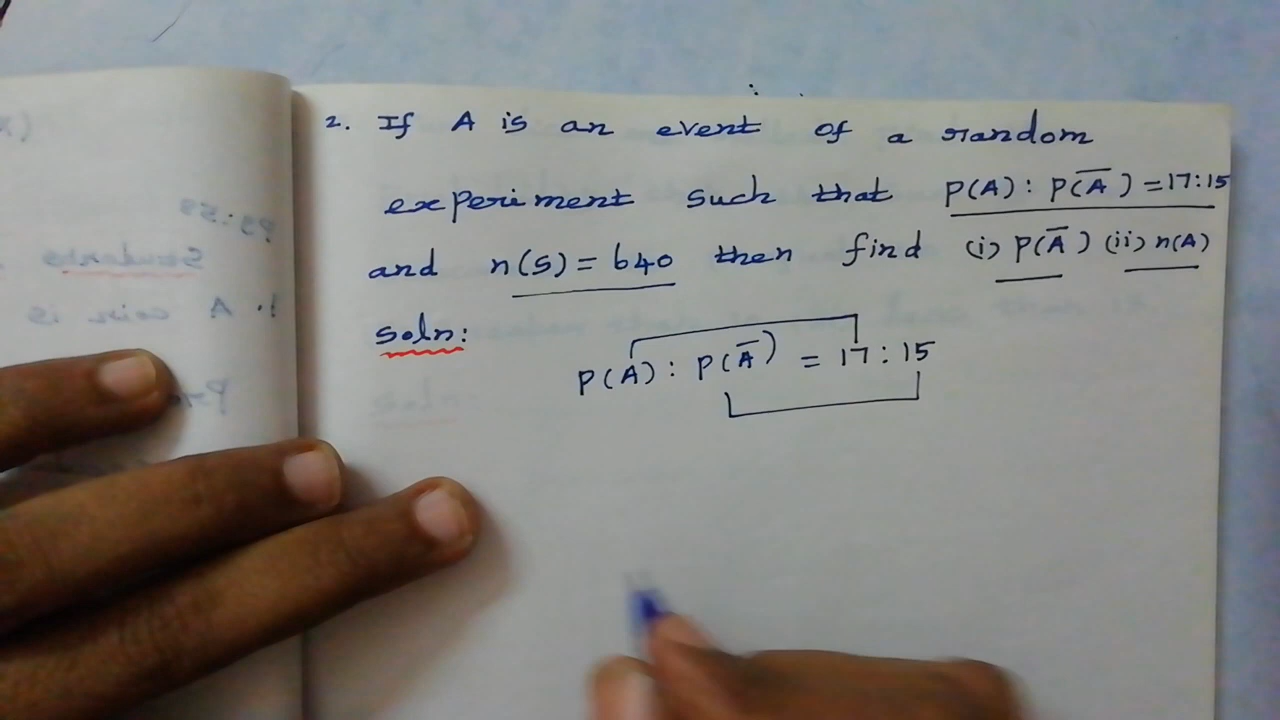 2. If A is an event of a random
experiment such that P(A) : P(A̅) = 17:15
and n(S) = 640 then find (i) P(A̅) (ii) n(A)
Soln:
P(A) : P(A̅) = 17 : 15